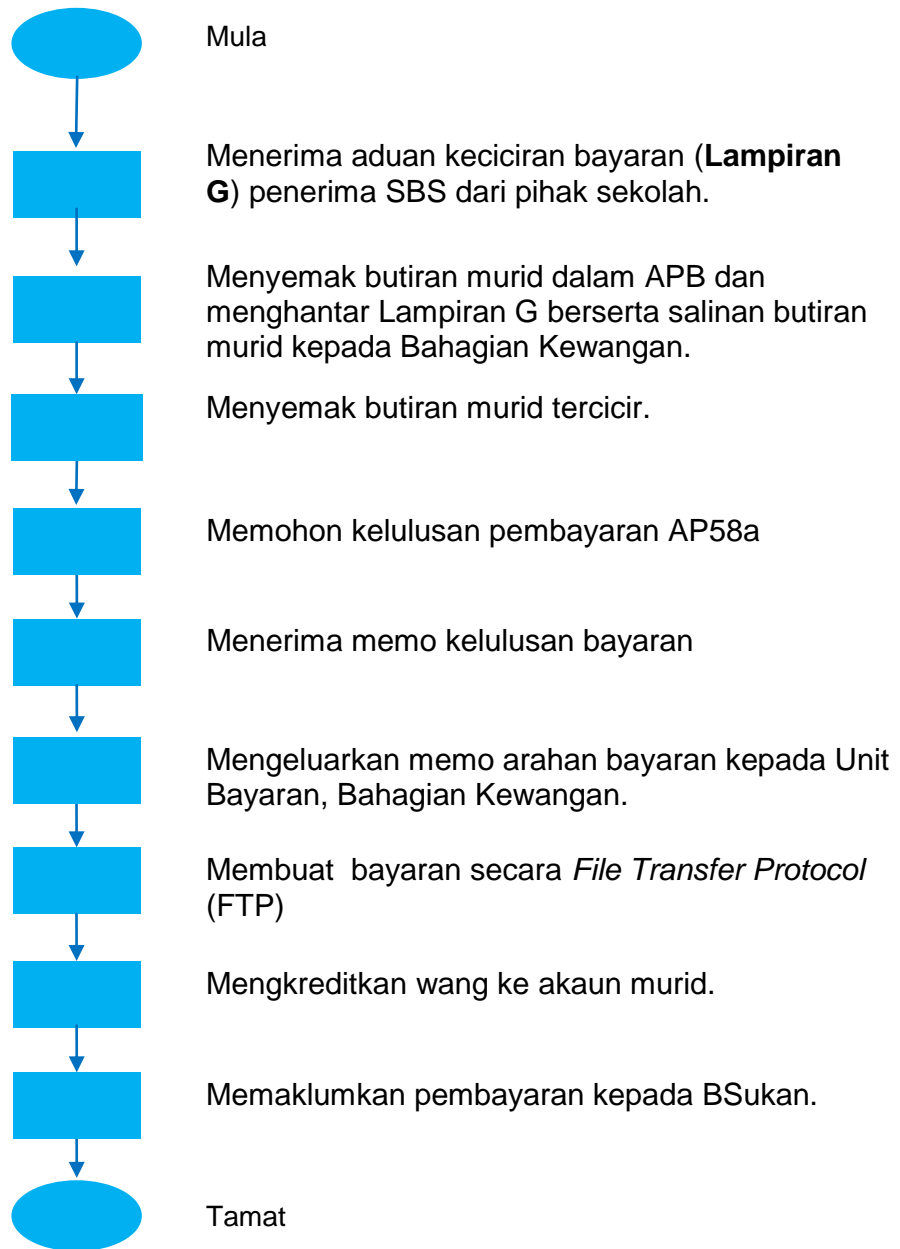 Mula
Menerima aduan keciciran bayaran (Lampiran
G) penerima SBS dari pihak sekolah.
Menyemak butiran murid dalam APB dan
menghantar Lampiran G berserta salinan butiran
murid kepada Bahagian Kewangan.
Menyemak butiran murid tercicir.
Memohon kelulusan pembayaran AP58a
Menerima memo kelulusan bayaran
Mengeluarkan memo arahan bayaran kepada Unit
Bayaran, Bahagian Kewangan.
Membuat  bayaran secara File Transfer Protocol
(FTP)
Mengkreditkan wang ke akaun murid.
Memaklumkan pembayaran kepada BSukan.
Tamat